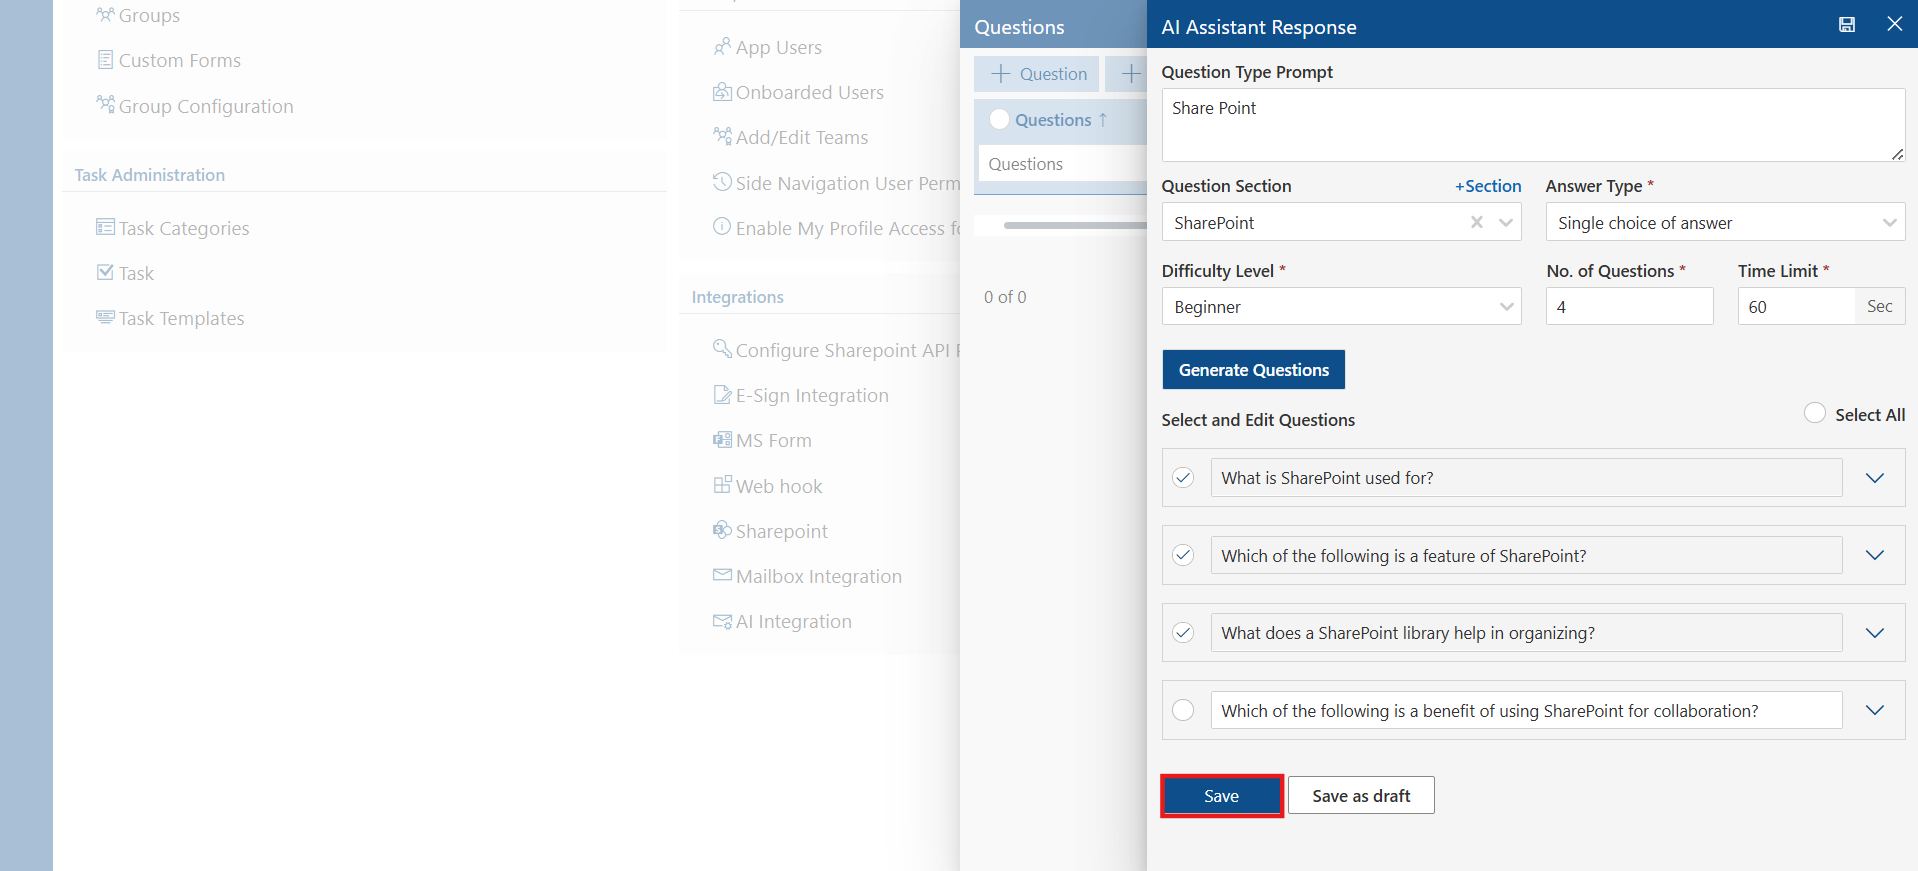 Groups
Custom Forms
Group Configuration
Task Administration
Task Categories
Task
Task Templates
App Users
Onboarded Users
Add/Edit Teams
Side Navigation User Perm
Enable My Profile Access fo
Integrations
Configure Sharepoint API
E-Sign Integration
MS Form
Web hook
Sharepoint
Mailbox Integration
AI Integration
Questions
Question
Questions ↑
Questions
0 of 0
AI Assistant Response
Question Type Prompt
Share Point
Question Section +Section Answer Type *
SharePoint Single choice of answer
Difficulty Level * No. of Questions * Time Limit *
Beginner 4 60 Sec
Generate Questions
Select and Edit Questions Select All
What is SharePoint used for?
Which of the following is a feature of SharePoint?
What does a SharePoint library help in organizing?
Which of the following is a benefit of using SharePoint for collaboration?
Save Save as draft